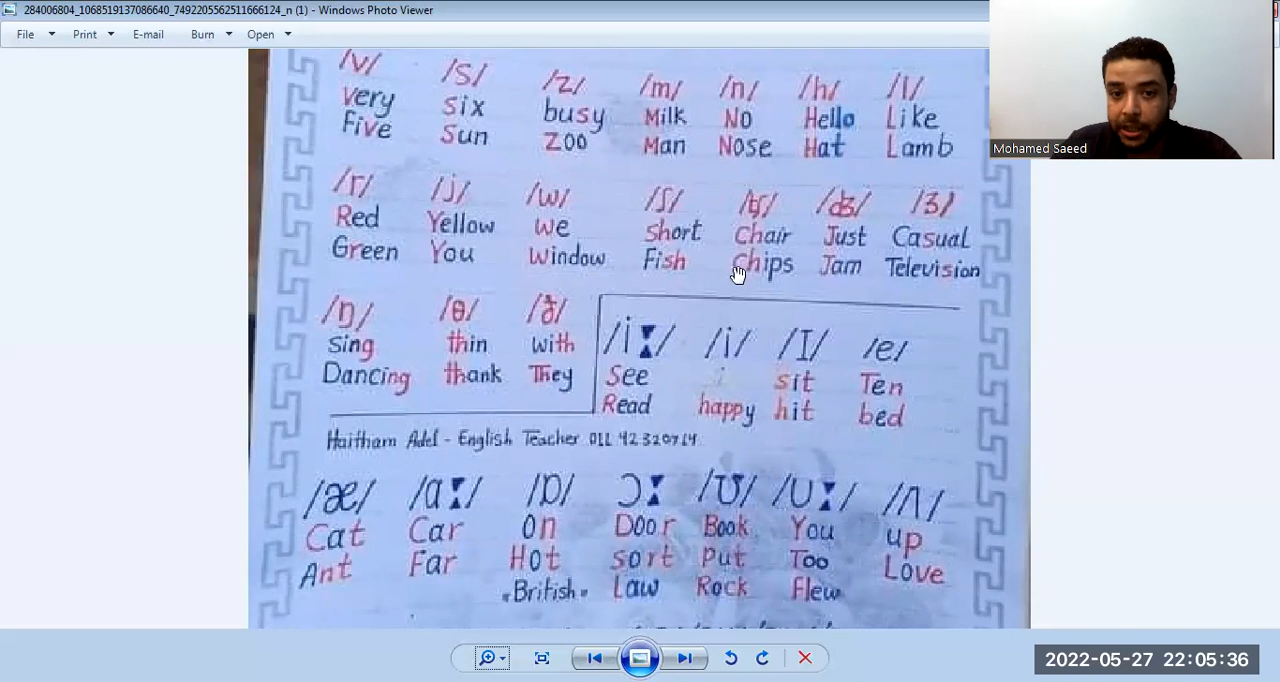 284006804_1068519137086640_7492205562511666124_n (1) - Windows Photo Viewer
File Print E-mail Burn Open
Mohamed Saeed
/v/ /S/ /z/ /m/ /n/ /h/ /l/
very six busy Milk No Hello Like
Five Sun Zoo Man Nose Hat Lamb
/r/ /j/ /w/ /ʃ/ /tʃ/ /dʒ/ /ʒ/
Red Yellow We Short Chair Just Casual
Green You Window Fish Chips Jam Television
/ŋ/ /θ/ /ð/ /iː/ /i/ /I/ /e/
Sing thin with See i sit Ten
Dancing thank They Read happy hit bed
Haitham Adel - English Teacher 011 42320714
/æ/ /ɑː/ /ɒ/ ɔː /ʊ/ /Uː/ /ʌ/
Cat Car On Door Book You up
Ant Far Hot sort Put Too Love
"British" Law Rock Flew
2022-05-27 22:05:36